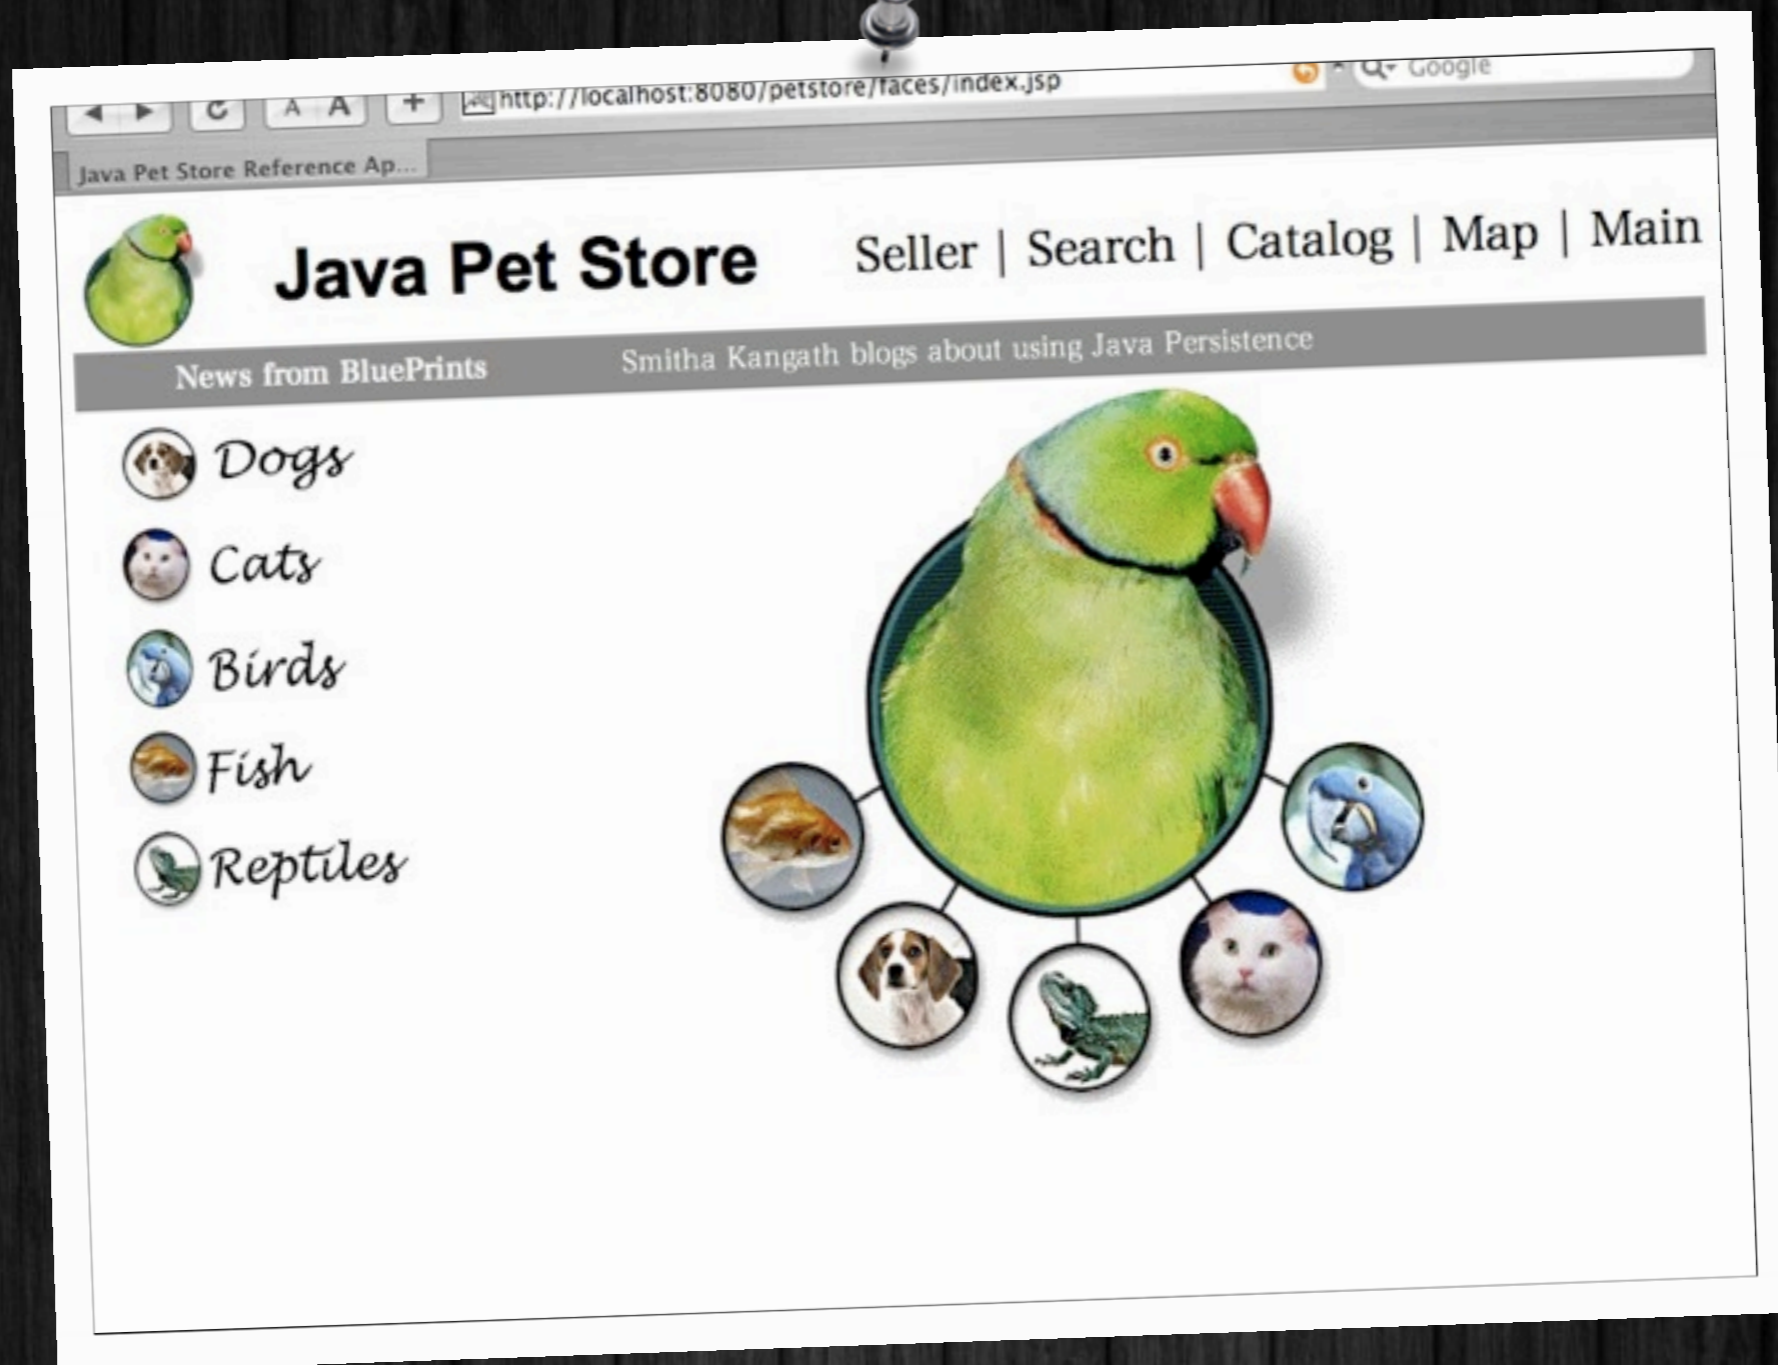 A A + http://localhost:8080/petstore/faces/index.jsp Google
Java Pet Store Reference Ap...
Java Pet Store Seller | Search | Catalog | Map | Main
News from BluePrints Smitha Kangath blogs about using Java Persistence
Dogs
Cats
Birds
Fish
Reptiles